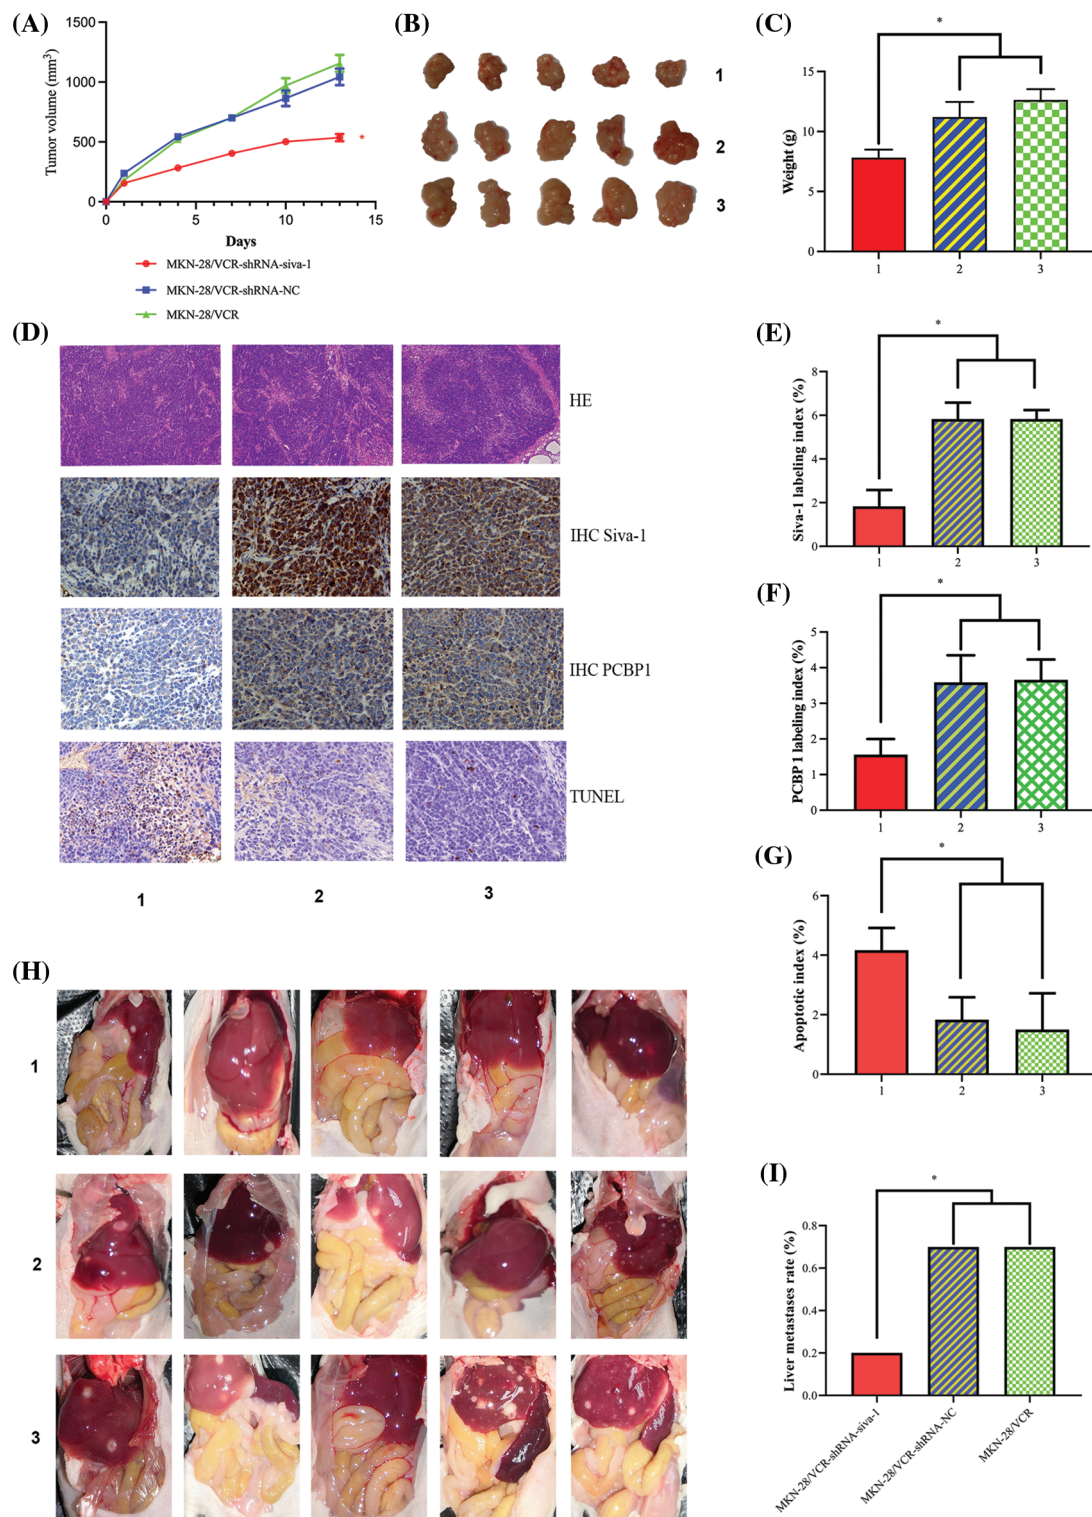 (A)
1500
1000
500
0
Tumor volume (mm³)
0
5
10
15
Days
*
MKN-28/VCR-shRNA-siva-1
MKN-28/VCR-shRNA-NC
MKN-28/VCR
(B)
1
2
3
(C)
*
15
10
5
0
Weight (g)
1
2
3
(D)
HE
IHC Siva-1
IHC PCBP1
TUNEL
1
2
3
(E)
*
8
6
4
2
0
Siva-1 labeling index (%)
1
2
3
(F)
*
5
4
3
2
1
0
PCBP1 labeling index (%)
1
2
3
(G)
*
6
4
2
0
Apoptotic index (%)
1
2
3
(H)
1
2
3
(I)
*
0.8
0.6
0.4
0.2
0.0
Liver metastases rate (%)
MKN-28/VCR-shRNA-siva-1
MKN-28/VCR-shRNA-NC
MKN-28/VCR